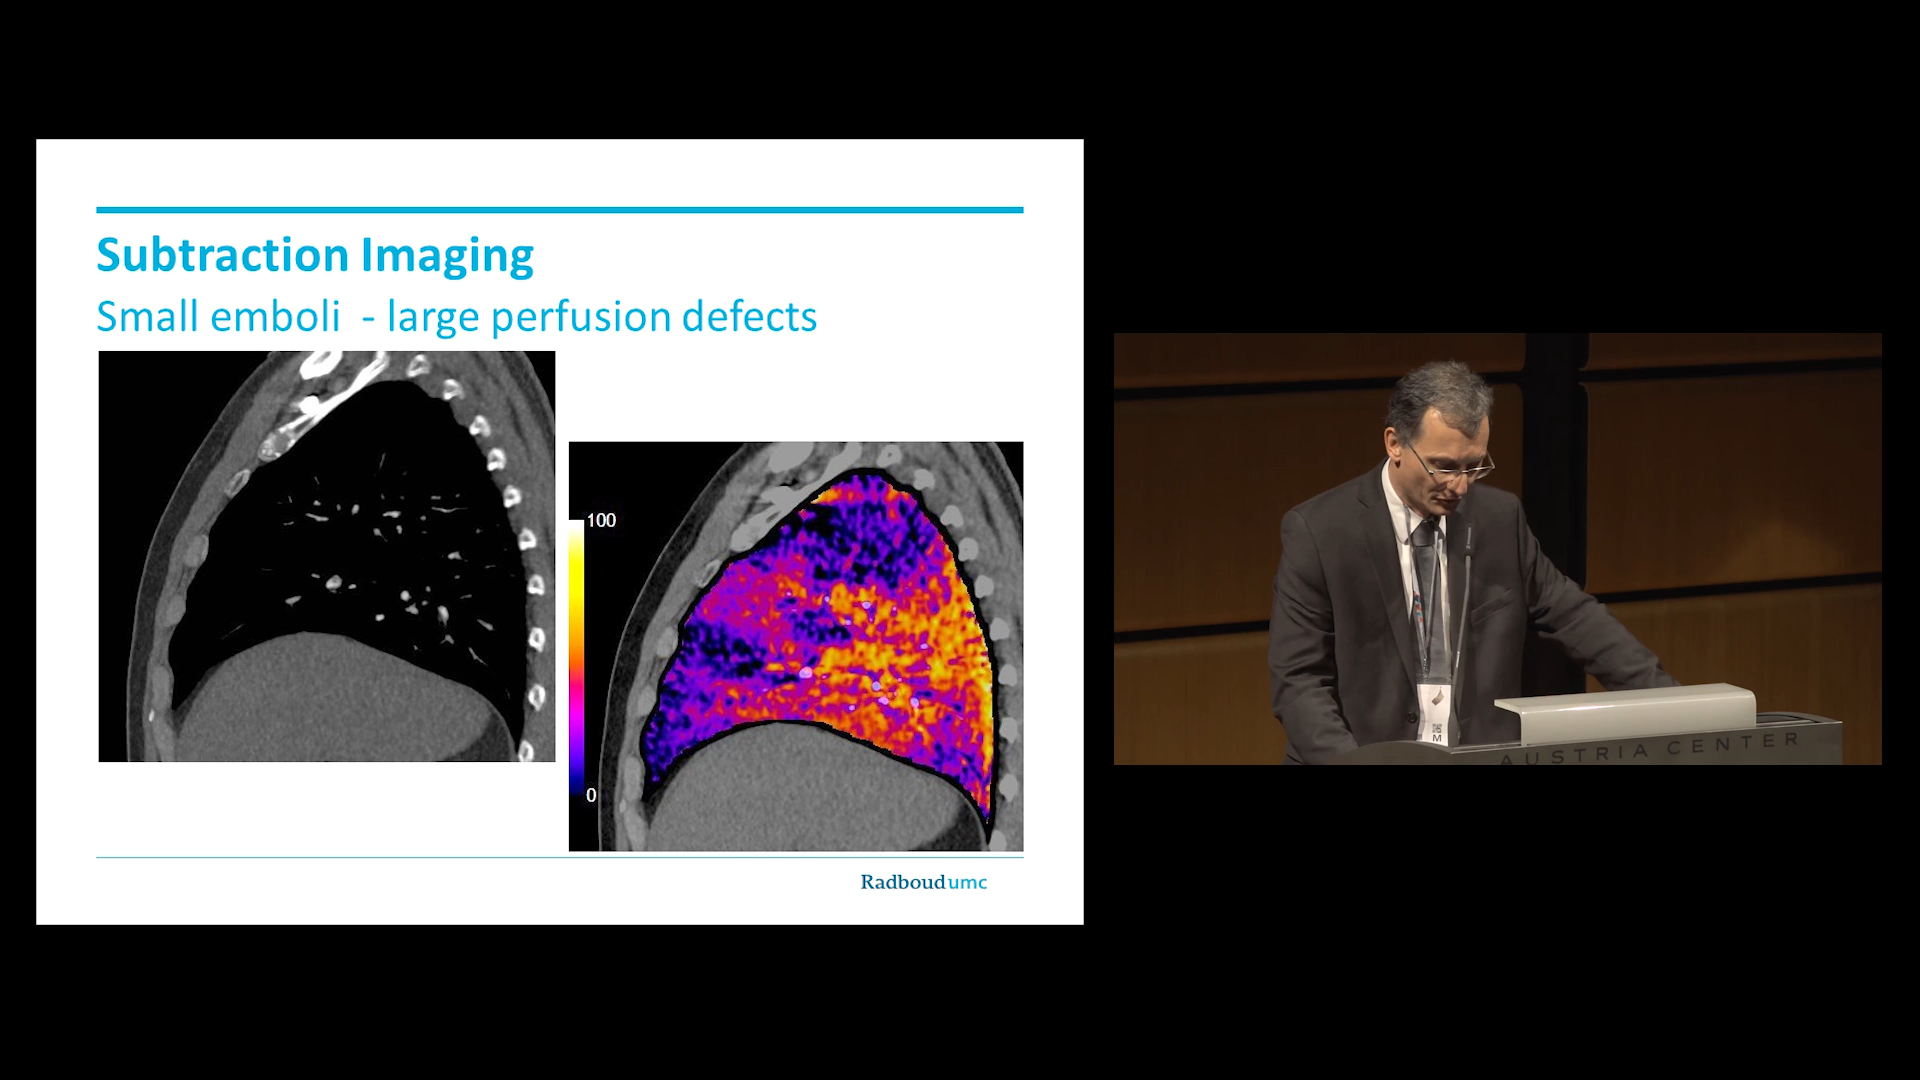 Subtraction Imaging
Small emboli - large perfusion defects
100
0
Radboudumc
M
AUSTRIA CENTER